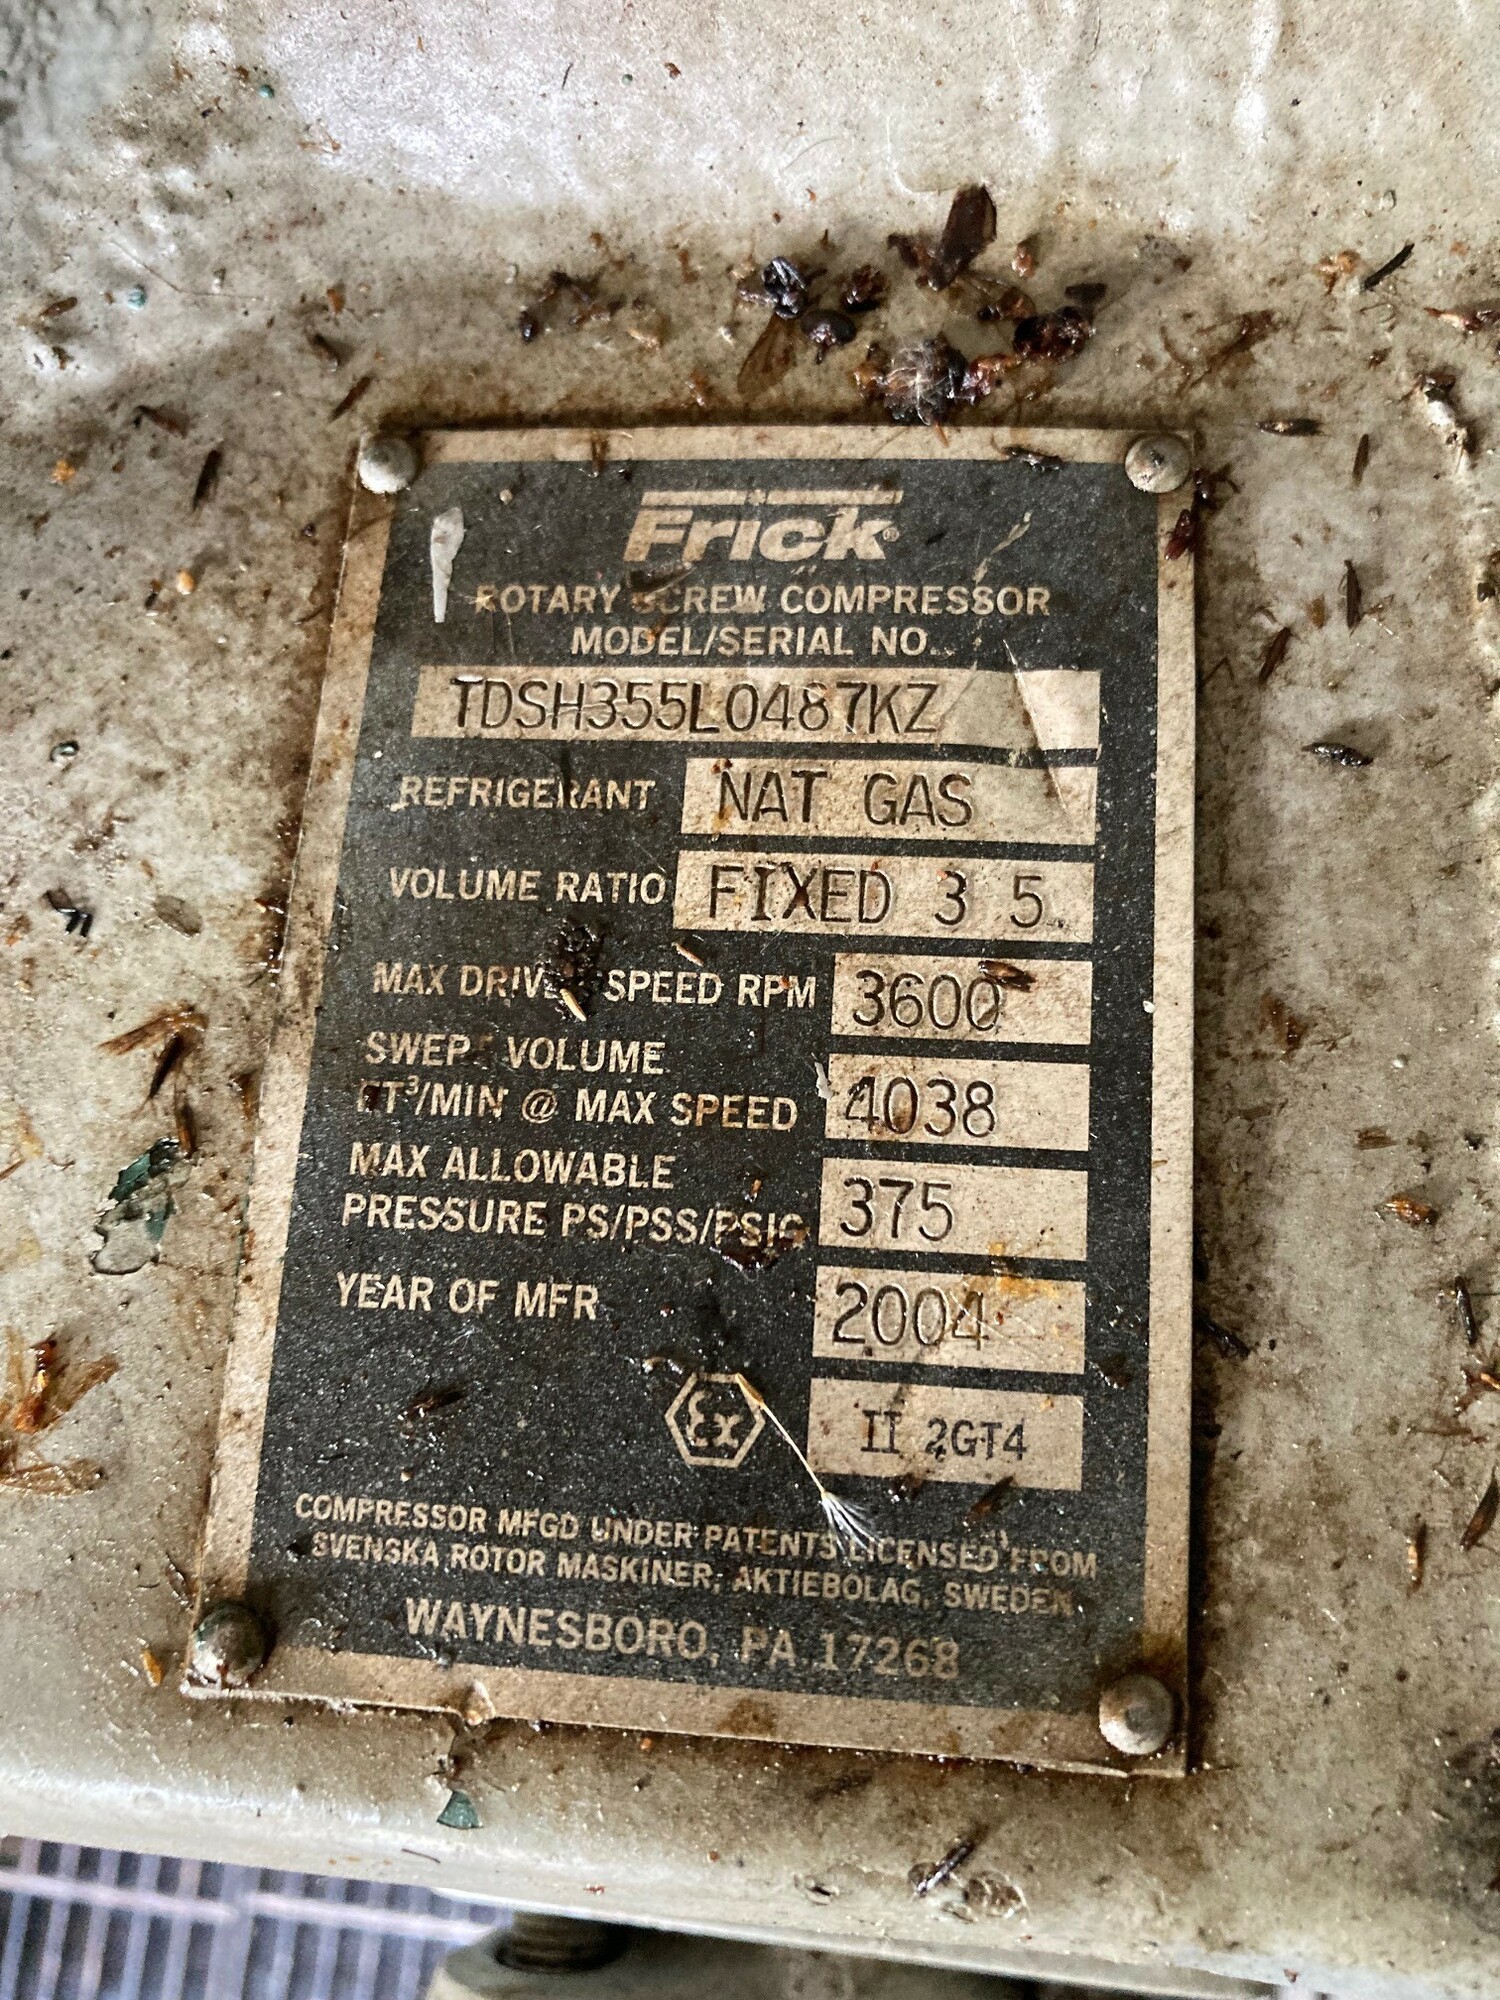 Frick®
ROTARY SCREW COMPRESSOR
MODEL/SERIAL NO.
TDSH355L0487KZ
REFRIGERANT NAT GAS
VOLUME RATIO FIXED 3 5
MAX DRIVER SPEED RPM 3600
SWEPT VOLUME
FT³/MIN @ MAX SPEED 4038
MAX ALLOWABLE
PRESSURE PS/PSS/PSIG 375
YEAR OF MFR 2004
Ex II 2GT4
COMPRESSOR MFGD UNDER PATENTS LICENSED FROM
SVENSKA ROTOR MASKINER, AKTIEBOLAG, SWEDEN
WAYNESBORO, PA 17268